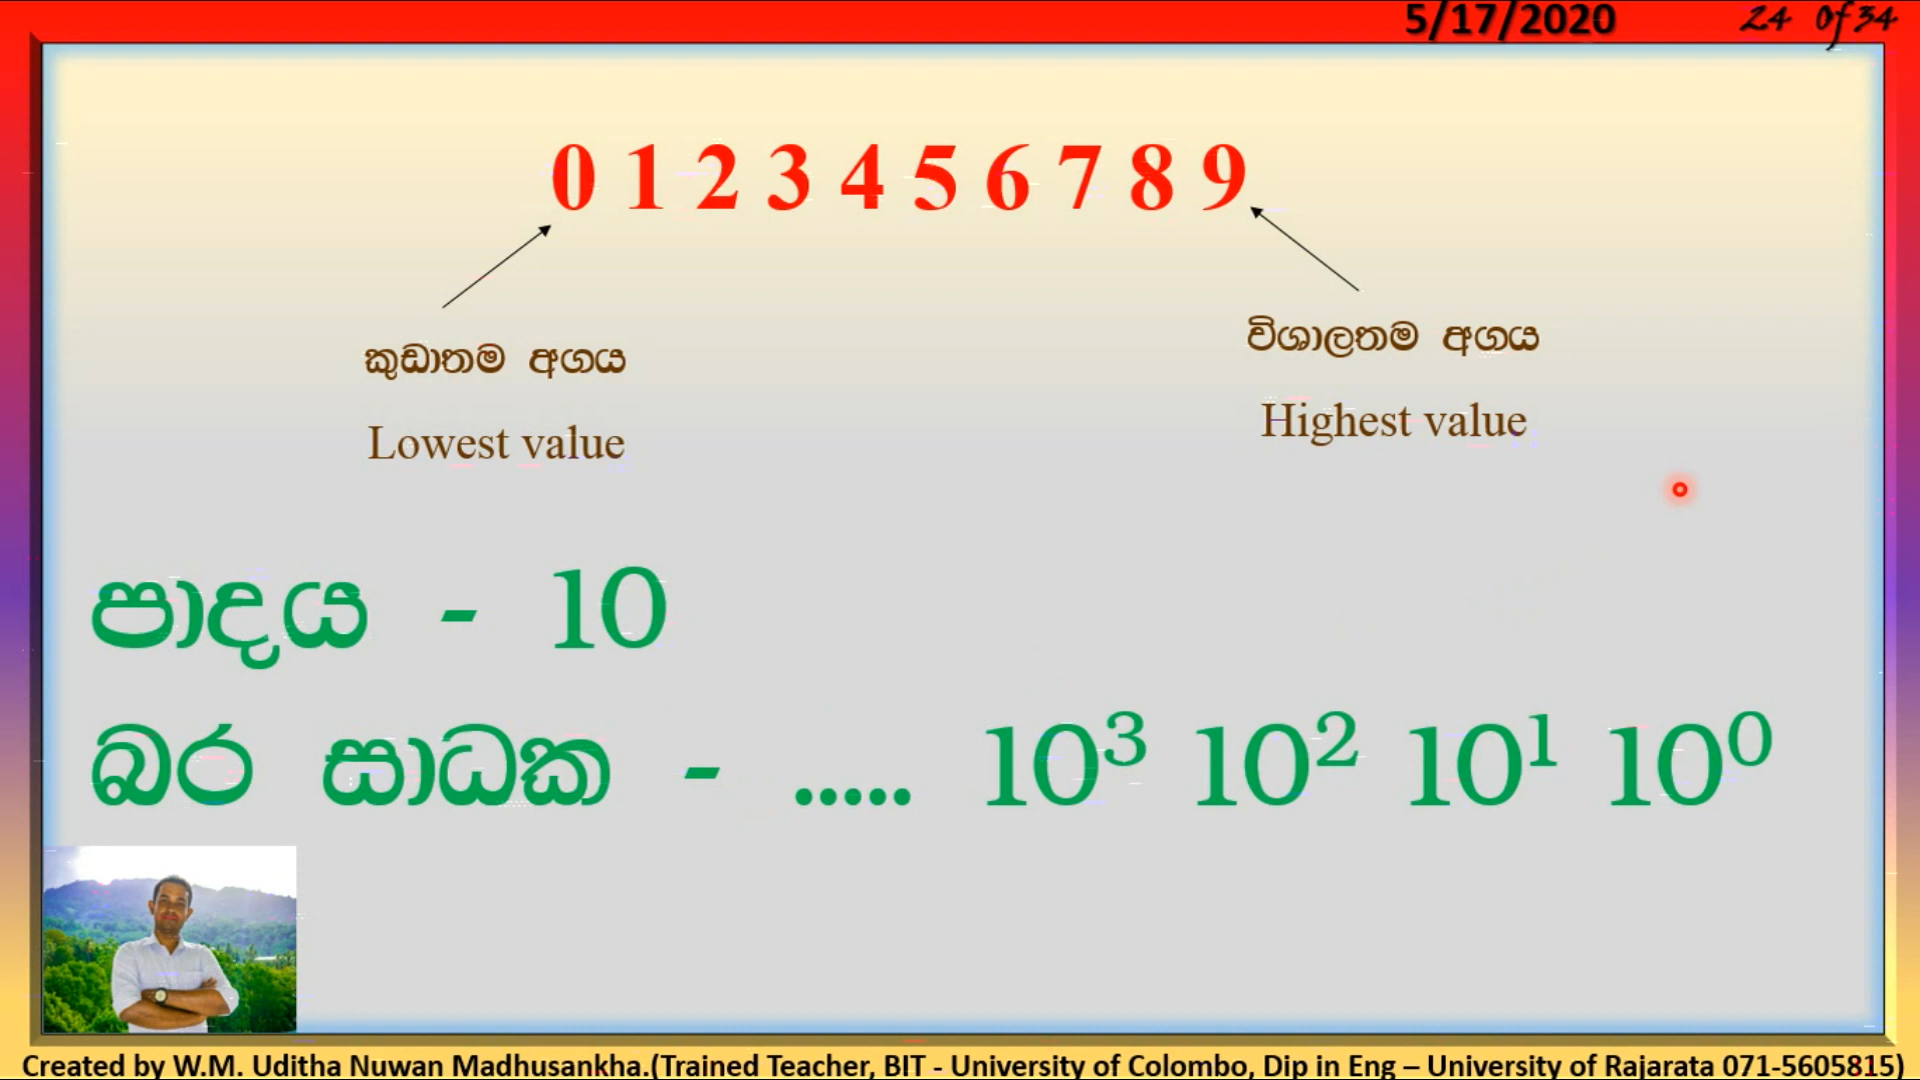 5/17/2020 24 of 34
0 1 2 3 4 5 6 7 8 9
කුඩාතම අගය
Lowest value
විශාලතම අගය
Highest value
පාදය - 10
බර සාධක - ..... 10³ 10² 10¹ 10⁰
Created by W.M. Uditha Nuwan Madhusankha.(Trained Teacher, BIT - University of Colombo, Dip in Eng – University of Rajarata 071-5605815)